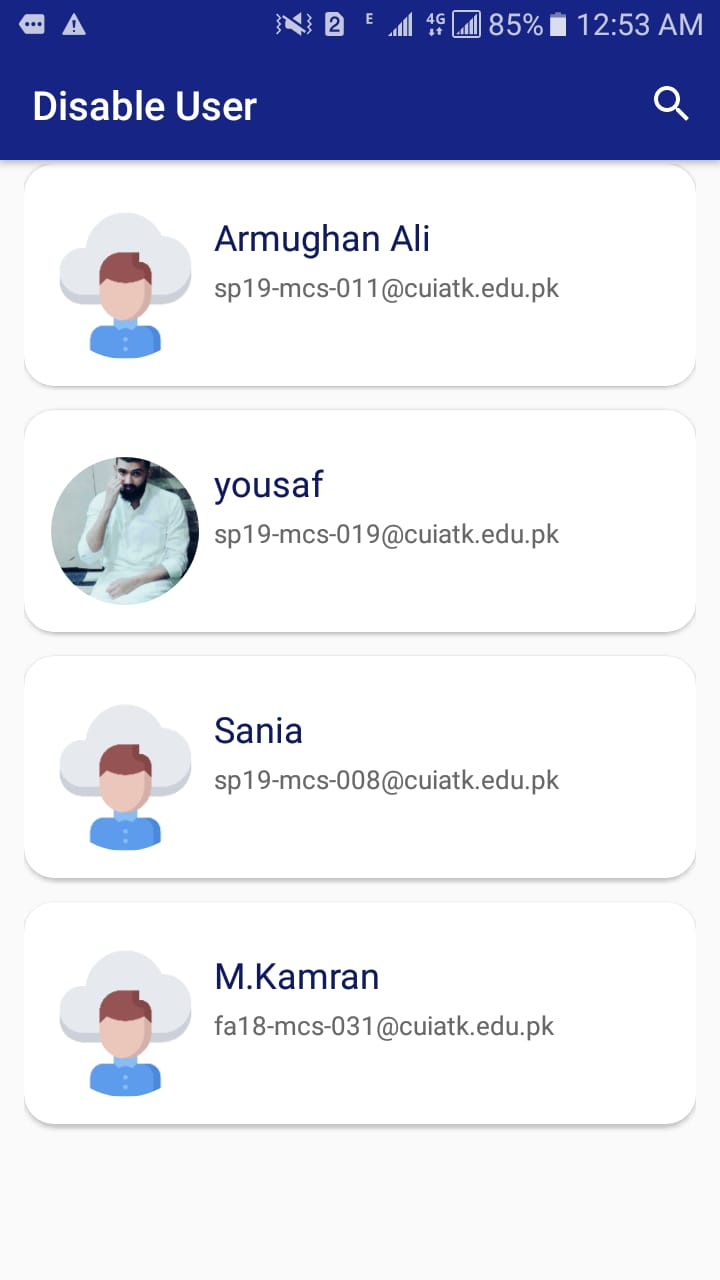 2 E 4G 85% 12:53 AM
Disable User
Armughan Ali
sp19-mcs-011@cuiatk.edu.pk
yousaf
sp19-mcs-019@cuiatk.edu.pk
Sania
sp19-mcs-008@cuiatk.edu.pk
M.Kamran
fa18-mcs-031@cuiatk.edu.pk